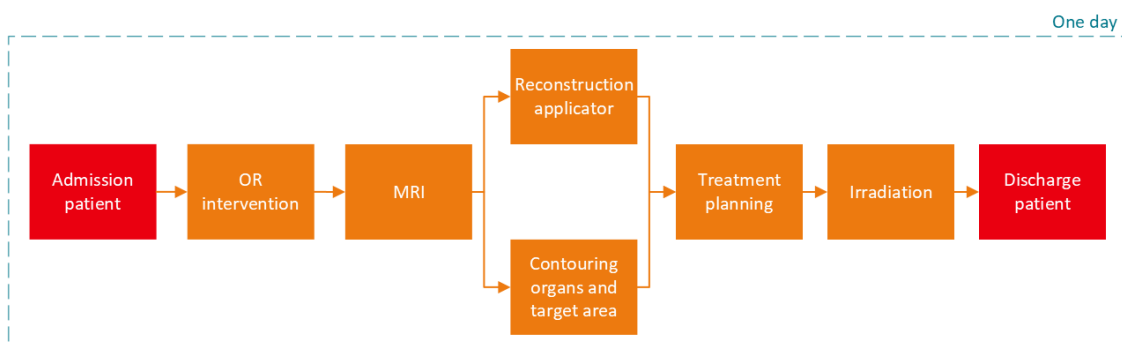 One day
Admission
patient
OR
intervention
MRI
Reconstruction
applicator
Contouring
organs and
target area
Treatment
planning
Irradiation
Discharge
patient